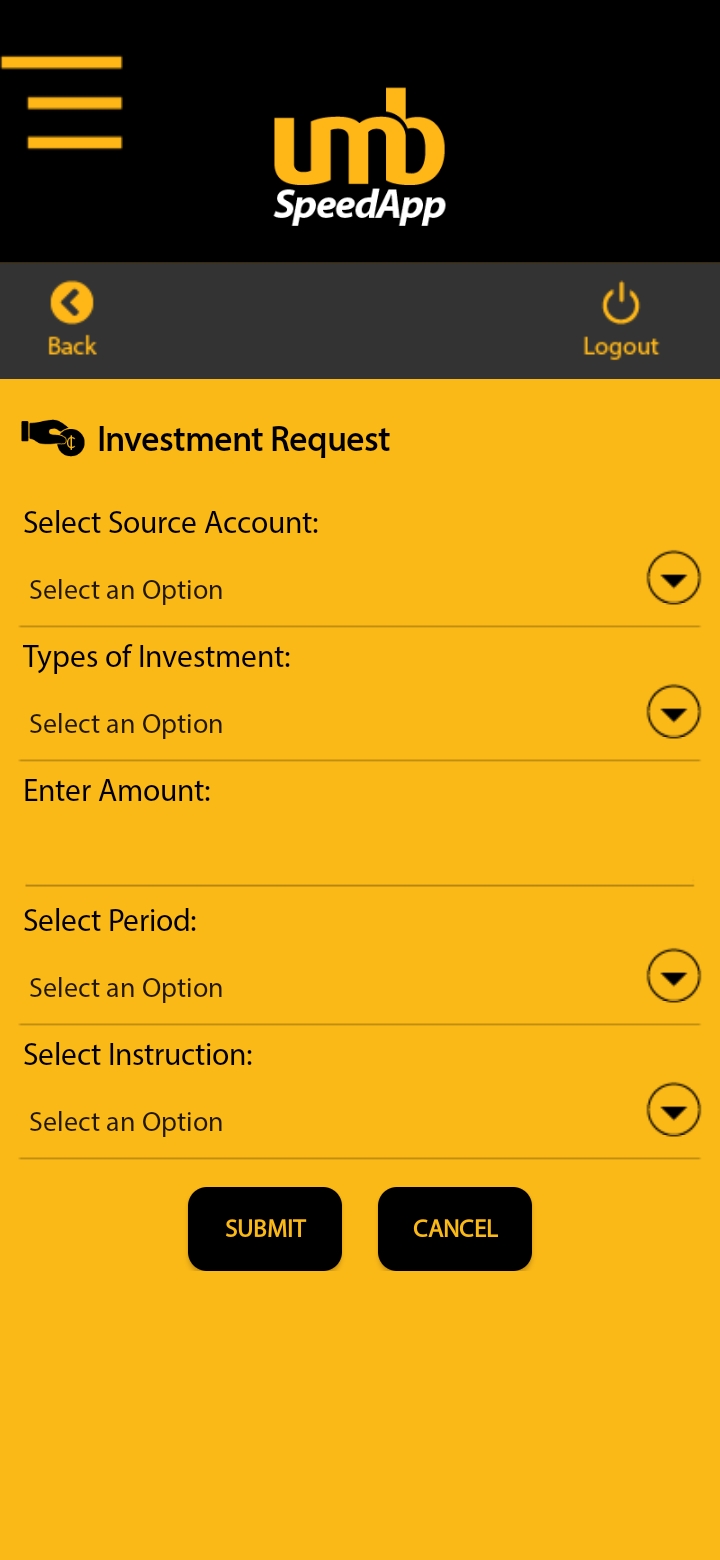 umb
SpeedApp
Back
Logout
Investment Request
Select Source Account:
Select an Option
Types of Investment:
Select an Option
Enter Amount:
Select Period:
Select an Option
Select Instruction:
Select an Option
SUBMIT
CANCEL